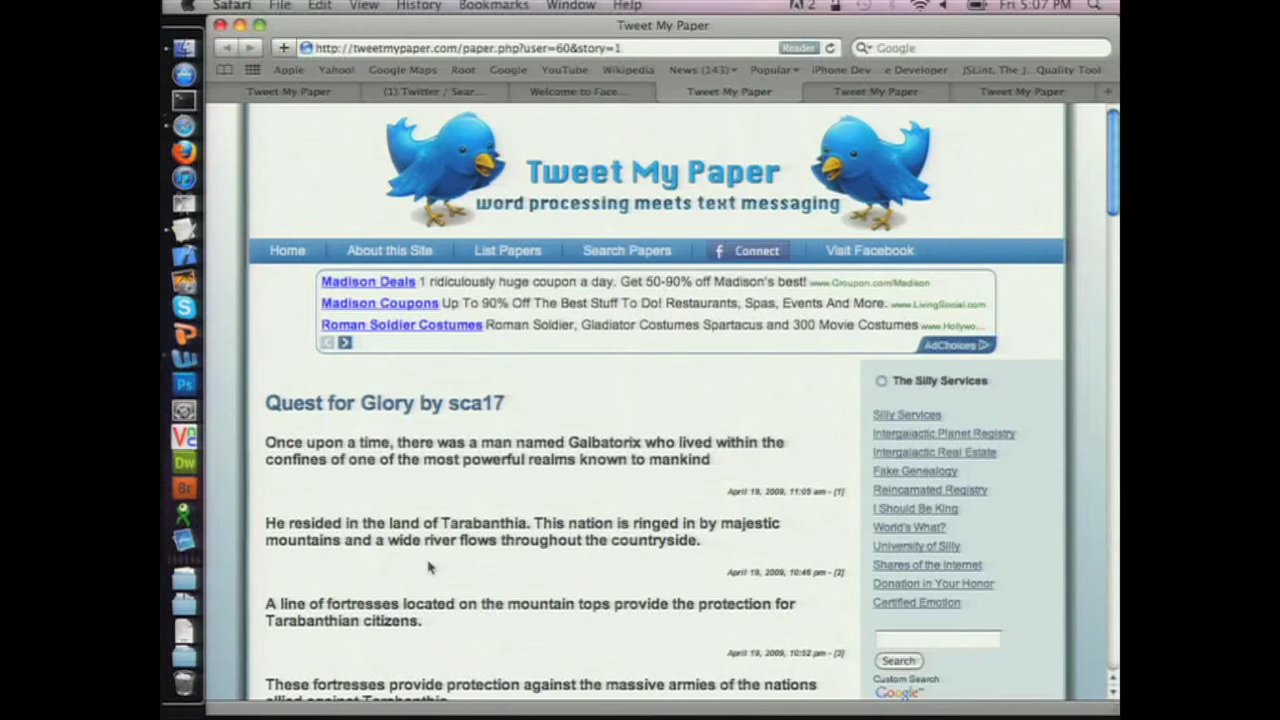 Safari File Edit View History Bookmarks Window Help
Fri 5:07 PM
Tweet My Paper
http://tweetmypaper.com/paper.php?user=60&story=1
Reader
Google
Apple Yahoo! Google Maps Root Google YouTube Wikipedia News (143) Popular iPhone Dev ...e Developer JSLint, The J... Quality Tool
Tweet My Paper (1) Twitter / Sear... Welcome to Face... Tweet My Paper Tweet My Paper Tweet My Paper
Tweet My Paper
word processing meets text messaging
Home About this Site List Papers Search Papers f Connect Visit Facebook
Madison Deals 1 ridiculously huge coupon a day. Get 50-90% off Madison's best! www.Groupon.com/Madison
Madison Coupons Up To 90% Off The Best Stuff To Do! Restaurants, Spas, Events And More. www.LivingSocial.com
Roman Soldier Costumes Roman Soldier, Gladiator Costumes Spartacus and 300 Movie Costumes www.Hollywo...
AdChoices
Quest for Glory by sca17
Once upon a time, there was a man named Galbatorix who lived within the
confines of one of the most powerful realms known to mankind
April 19, 2009, 11:05 am - [1]
He resided in the land of Tarabanthia. This nation is ringed in by majestic
mountains and a wide river flows throughout the countryside.
April 19, 2009, 10:46 pm - [2]
A line of fortresses located on the mountain tops provide the protection for
Tarabanthian citizens.
April 19, 2009, 10:52 pm - [3]
These fortresses provide protection against the massive armies of the nations
allied against Tarabanthia
The Silly Services
Silly Services
Intergalactic Planet Registry
Intergalactic Real Estate
Fake Genealogy
Reincarnated Registry
I Should Be King
World's What?
University of Silly
Shares of the Internet
Donation in Your Honor
Certified Emotion
Search
Custom Search
Google
Ps
Dw
Br